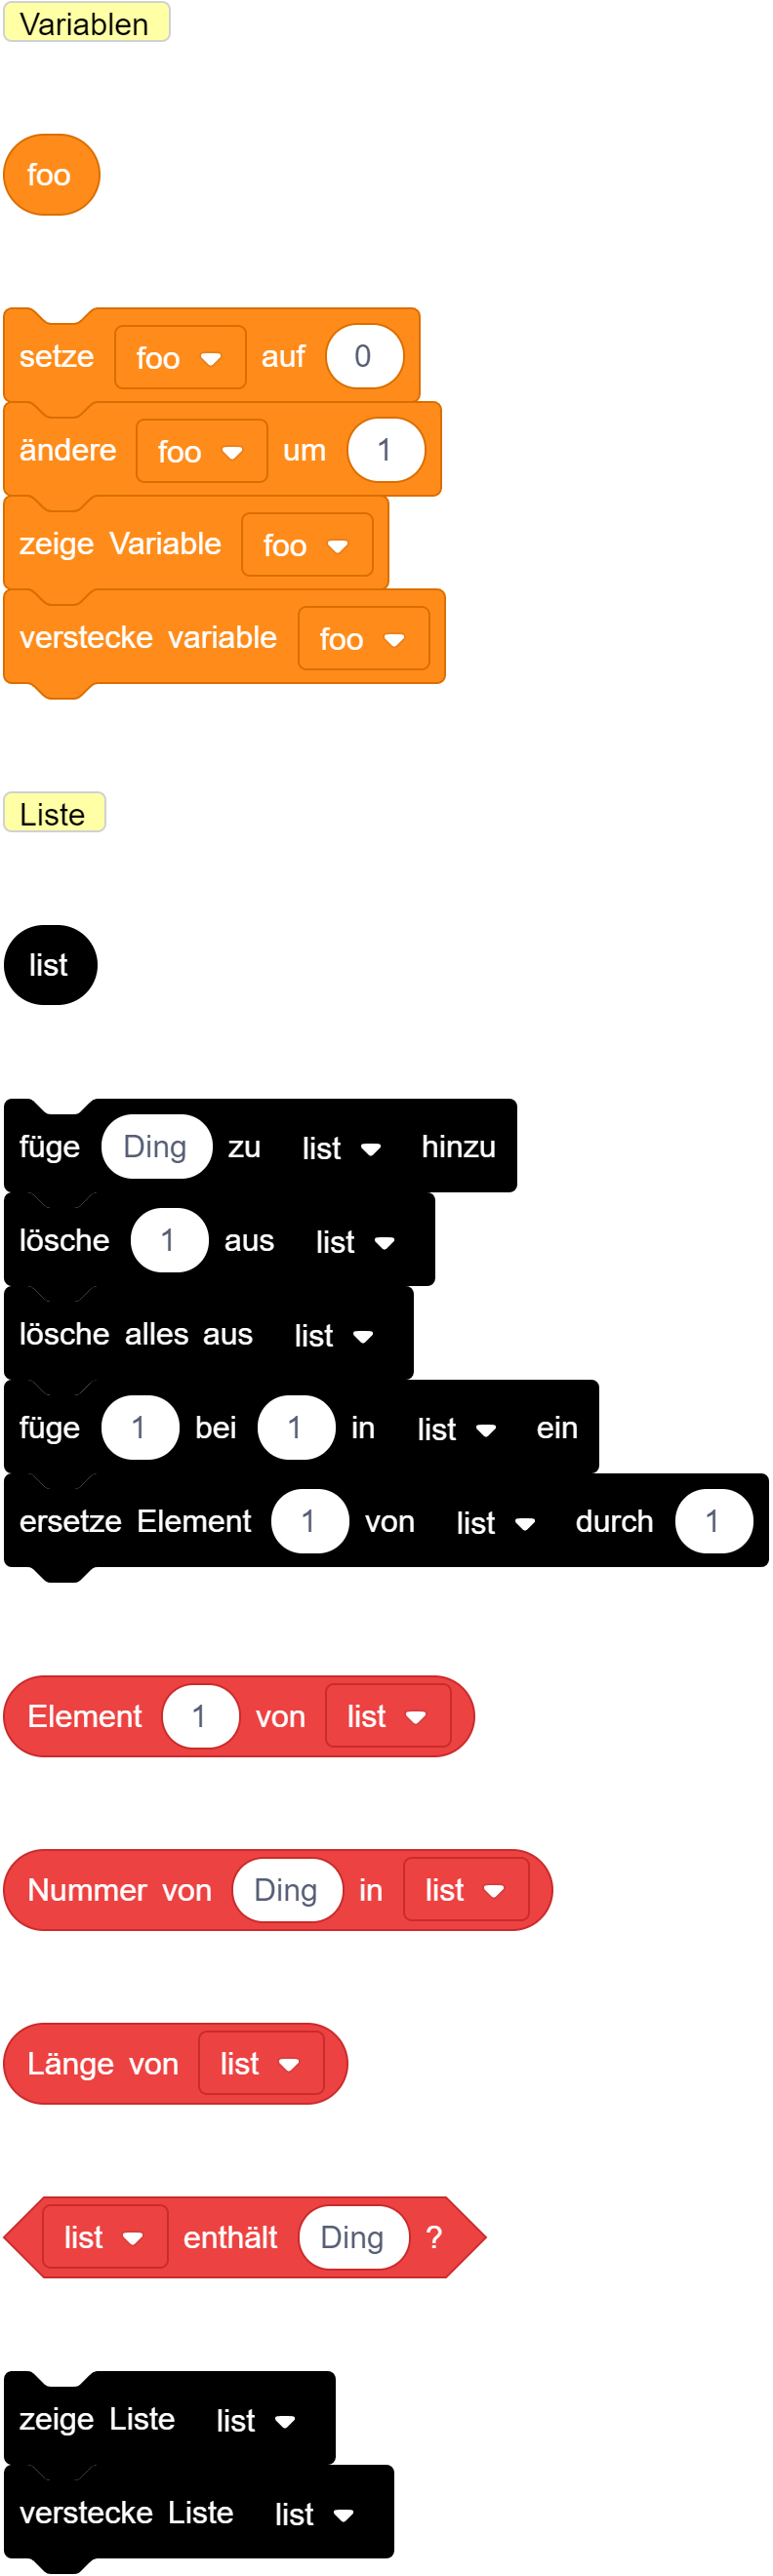 Variablen
foo
setze foo auf 0
ändere foo um 1
zeige Variable foo
verstecke variable foo
Liste
list
füge Ding zu list hinzu
lösche 1 aus list
lösche alles aus list
füge 1 bei 1 in list ein
ersetze Element 1 von list durch 1
Element 1 von list
Nummer von Ding in list
Länge von list
list enthält Ding ?
zeige Liste list
verstecke Liste list